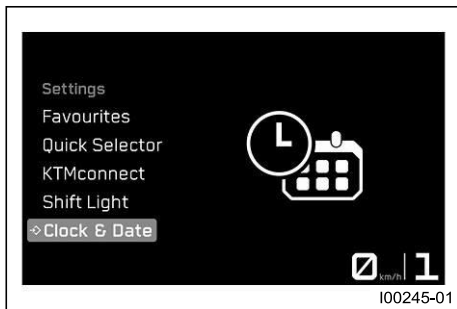 Settings
Favourites
Quick Selector
KTMconnect
Shift Light
Clock & Date
0 km/h 1
I00245-01